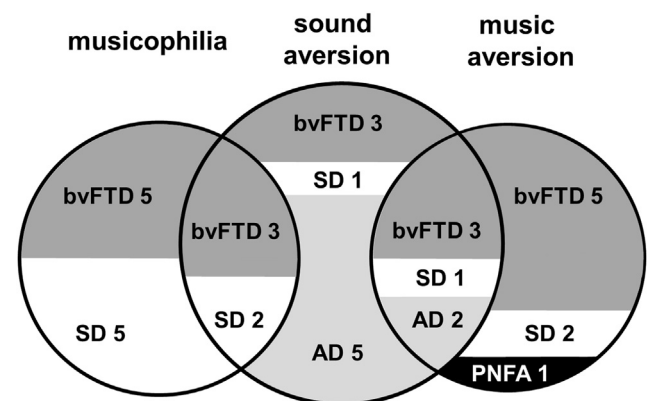 musicophilia
sound
aversion
music
aversion
bvFTD 3
SD 1
bvFTD 5
bvFTD 5
bvFTD 3
bvFTD 3
SD 1
SD 5
SD 2
AD 2
SD 2
AD 5
PNFA 1